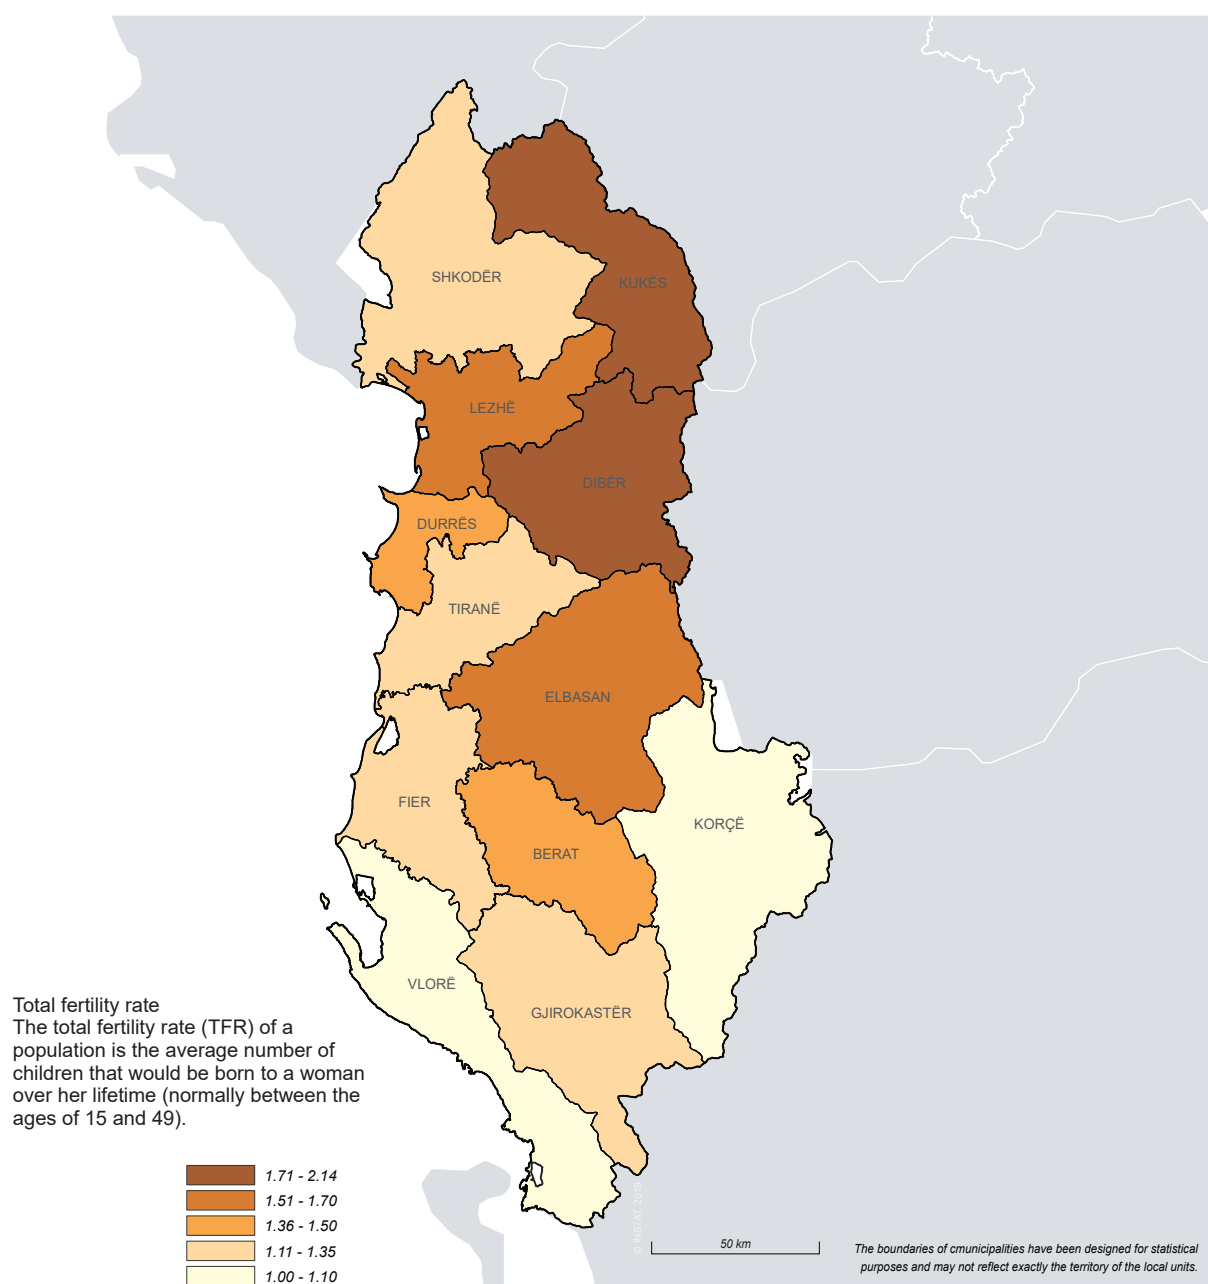 SHKODËR
KUKËS
LEZHË
DIBËR
DURRËS
TIRANË
ELBASAN
FIER
KORÇË
BERAT
VLORË
GJIROKASTËR
Total fertility rate
The total fertility rate (TFR) of a
population is the average number of
children that would be born to a woman
over her lifetime (normally between the
ages of 15 and 49).
1.71 - 2.14
1.51 - 1.70
1.36 - 1.50
1.11 - 1.35
1.00 - 1.10
© INSTAT, 2019
50 km
The boundaries of cmunicipalities have been designed for statistical
purposes and may not reflect exactly the territory of the local units.